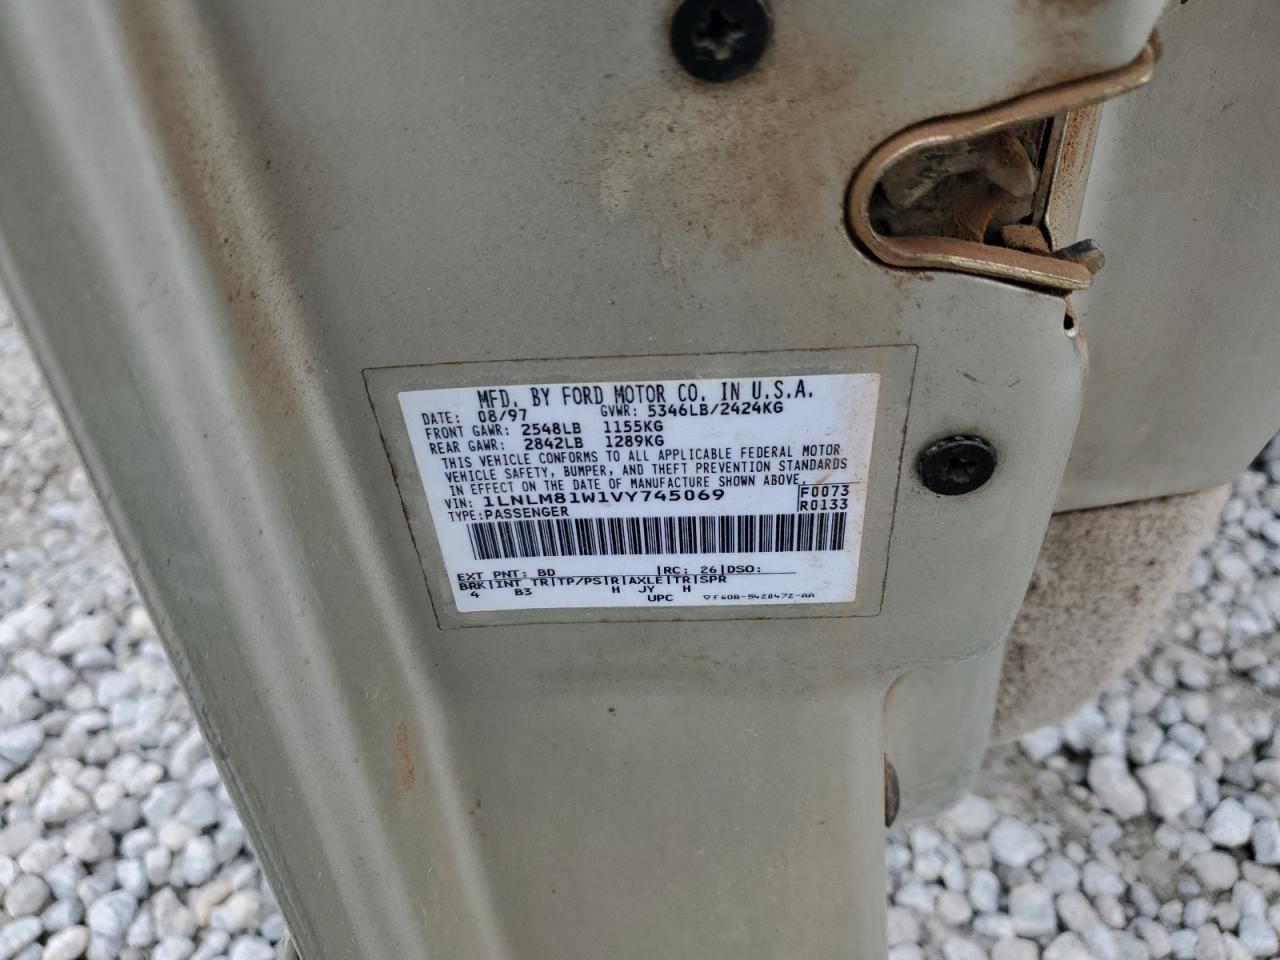 MFD. BY FORD MOTOR CO. IN U.S.A.
DATE: 08/97 GVWR: 5346LB/2424KG
FRONT GAWR: 2548LB 1155KG
REAR GAWR: 2842LB 1289KG
THIS VEHICLE CONFORMS TO ALL APPLICABLE FEDERAL MOTOR
VEHICLE SAFETY, BUMPER, AND THEFT PREVENTION STANDARDS
IN EFFECT ON THE DATE OF MANUFACTURE SHOWN ABOVE.
VIN: 1LNLM81W1VY745069 F0073
TYPE: PASSENGER R0133
EXT PNT: BD |RC: 26|DSO:
BRK|INT TR|TP/PS|R|AXLE|TR|SPR
4 B3 H JY H
UPC ▽F60B-5420472-AA